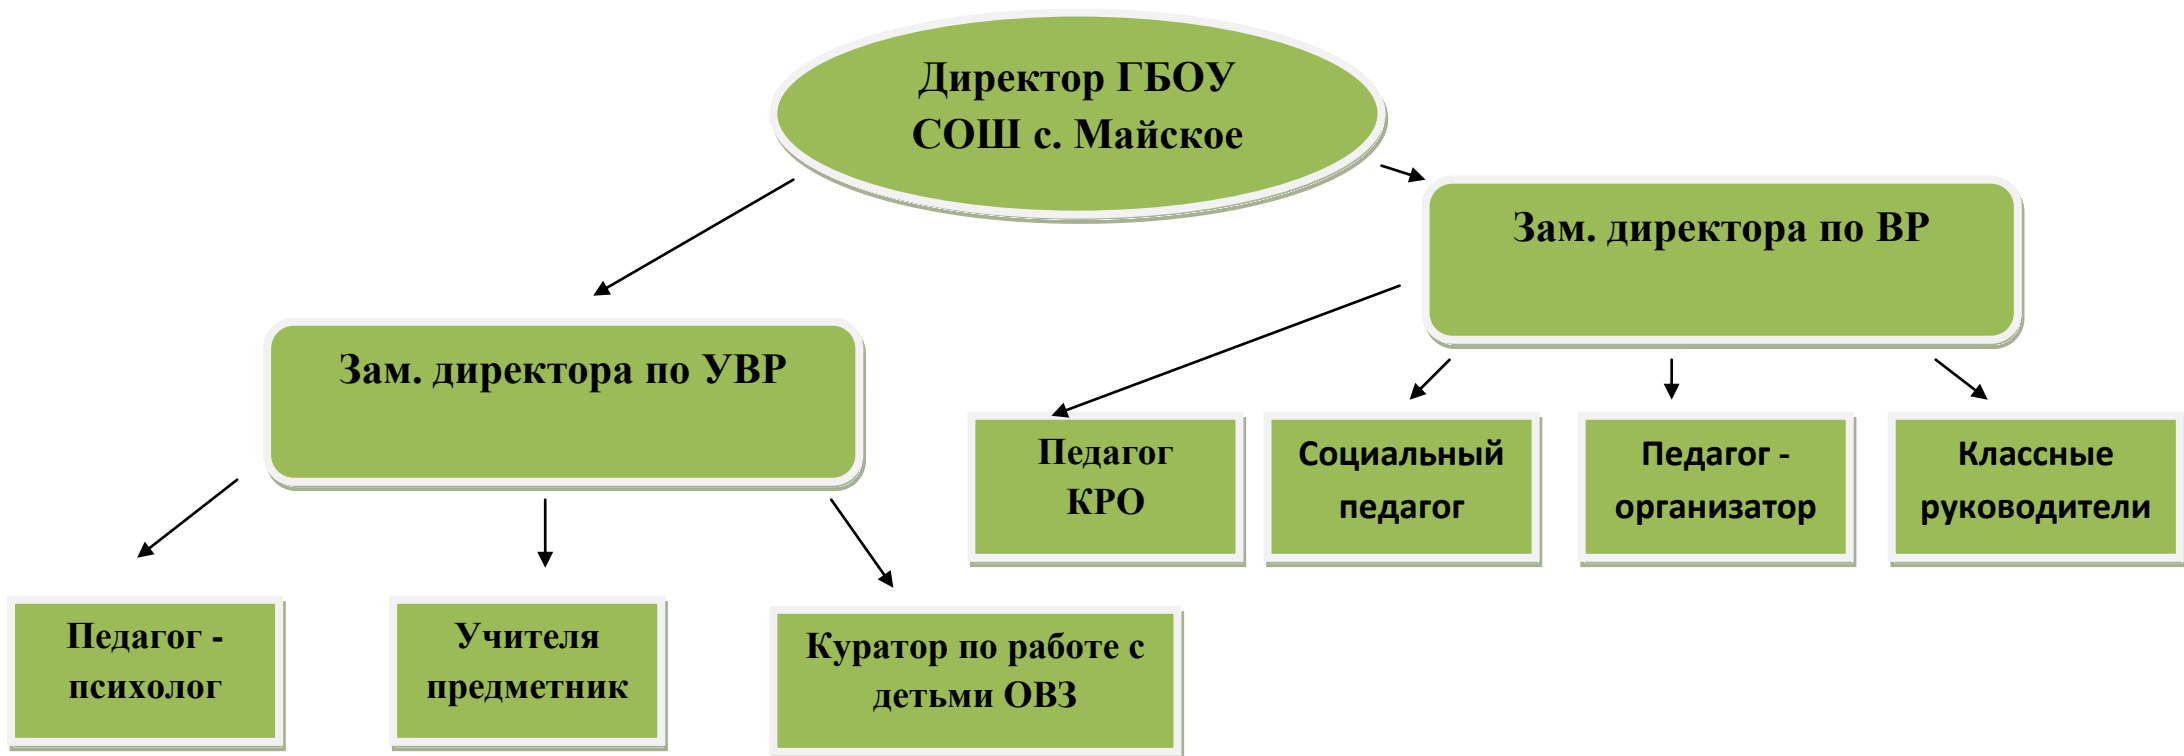 Директор ГБОУ
СОШ с. Майское
Зам. директора по ВР
Зам. директора по УВР
Педагог
КРО
Социальный
педагог
Педагог -
организатор
Классные
руководители
Педагог -
психолог
Учителя
предметник
Куратор по работе с
детьми ОВЗ